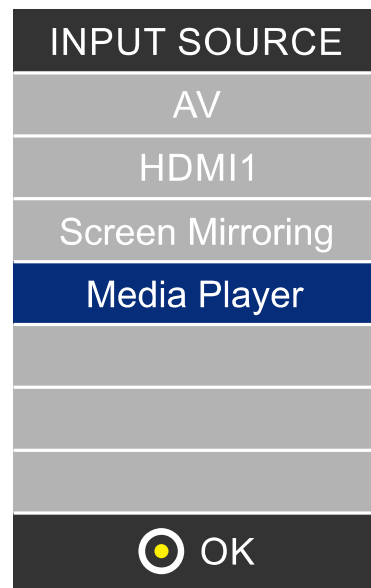 INPUT SOURCE
AV
HDMI1
Screen Mirroring
Media Player
OK